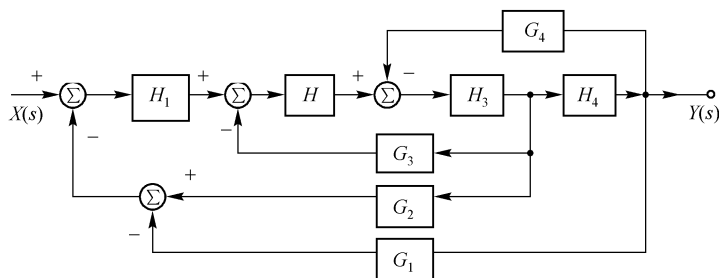 G₄
+ + + −
Σ H₁ Σ H Σ H₃ H₄
X(s) Y(s)
− −
G₃
+
Σ G₂
−
G₁